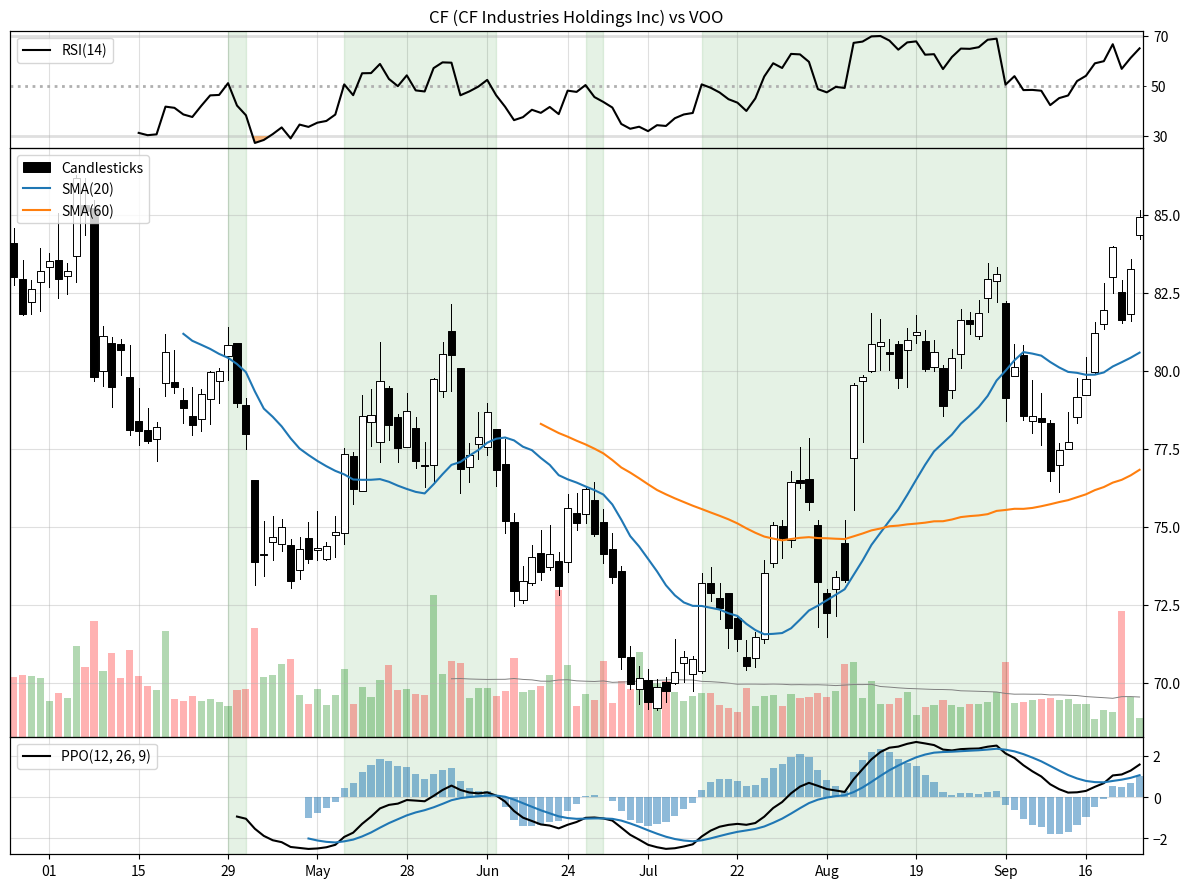 CF (CF Industries Holdings Inc) vs VOO
RSI(14)
70
50
30
Candlesticks
SMA(20)
SMA(60)
85.0
82.5
80.0
77.5
75.0
72.5
70.0
PPO(12, 26, 9)
2
0
−2
01 15 29 May 28 Jun 24 Jul 22 Aug 19 Sep 16